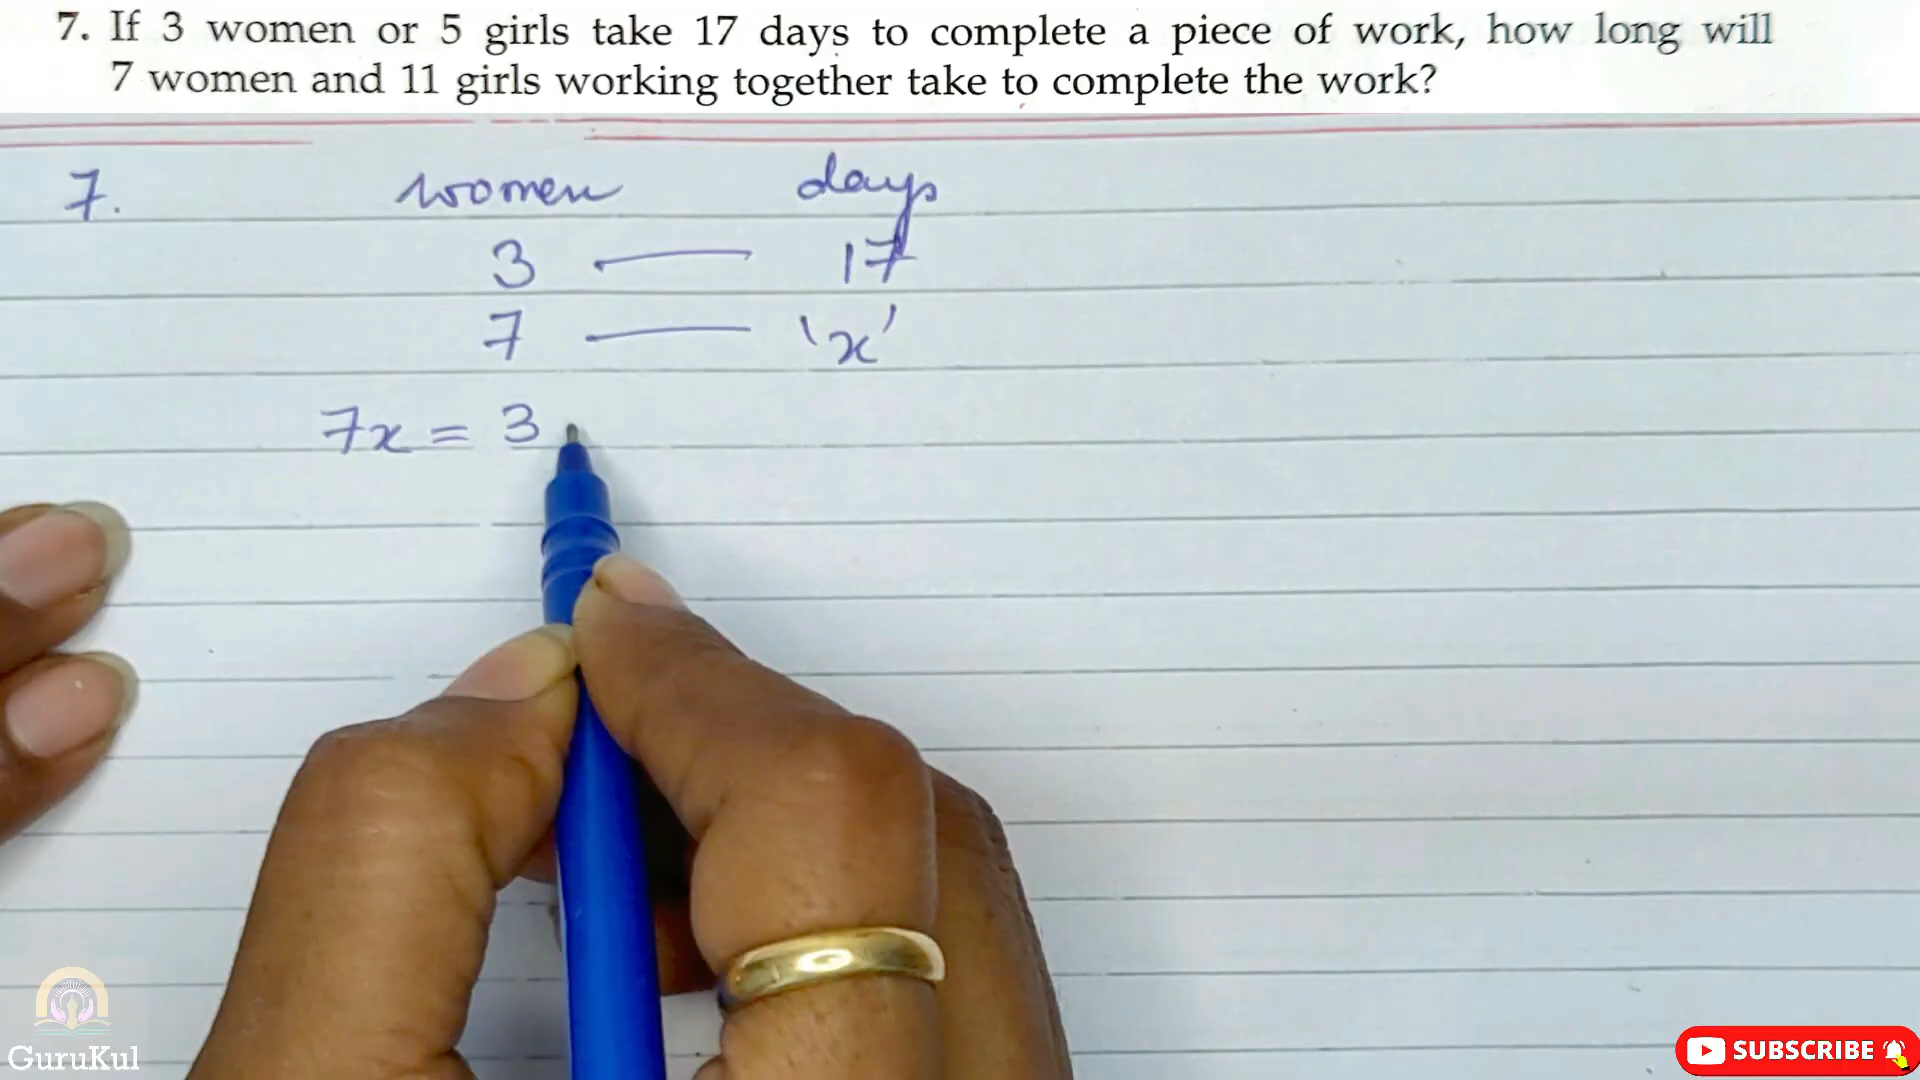 7. If 3 women or 5 girls take 17 days to complete a piece of work, how long will
7 women and 11 girls working together take to complete the work?
7. women days
3 — 17
7 — 'x'
7x = 3
GuruKul
SUBSCRIBE